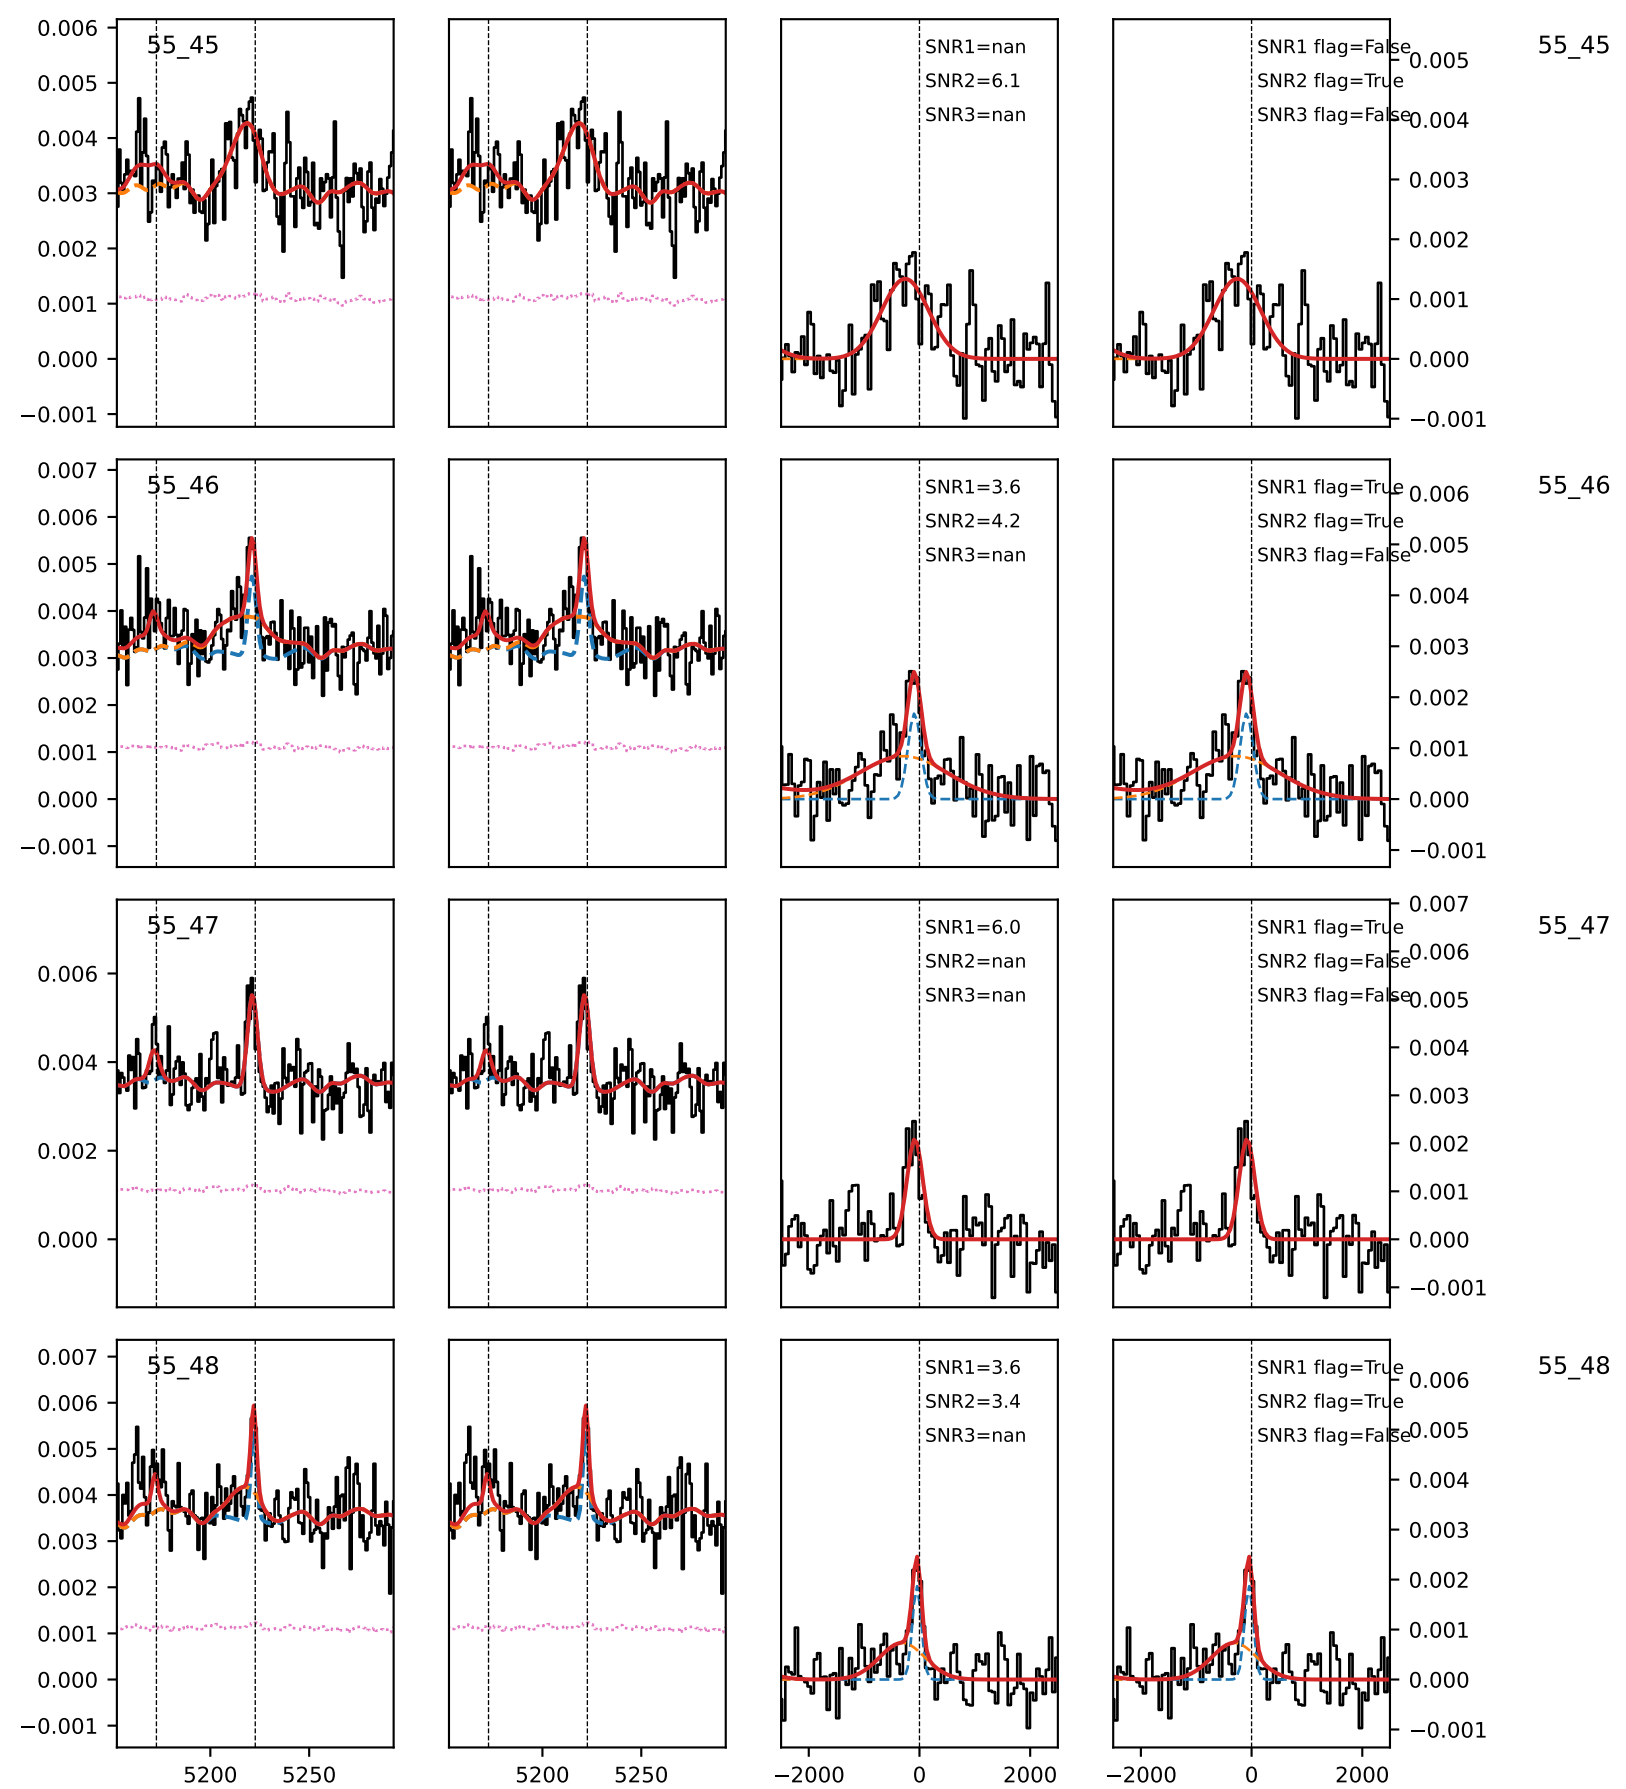 0.006
0.005
0.004
0.003
0.002
0.001
0.000
−0.001
55_45
SNR1=nan
SNR2=6.1
SNR3=nan
SNR1 flag=False
SNR2 flag=True
SNR3 flag=False
0.005
0.004
0.003
0.002
0.001
0.000
−0.001
55_45
0.007
0.006
0.005
0.004
0.003
0.002
0.001
0.000
−0.001
55_46
SNR1=3.6
SNR2=4.2
SNR3=nan
SNR1 flag=True
SNR2 flag=True
SNR3 flag=False
0.006
0.005
0.004
0.003
0.002
0.001
0.000
−0.001
55_46
0.006
0.004
0.002
0.000
55_47
SNR1=6.0
SNR2=nan
SNR3=nan
SNR1 flag=True
SNR2 flag=False
SNR3 flag=False
0.007
0.006
0.005
0.004
0.003
0.002
0.001
0.000
−0.001
55_47
0.007
0.006
0.005
0.004
0.003
0.002
0.001
0.000
−0.001
55_48
SNR1=3.6
SNR2=3.4
SNR3=nan
SNR1 flag=True
SNR2 flag=True
SNR3 flag=False
0.006
0.005
0.004
0.003
0.002
0.001
0.000
−0.001
55_48
5200 5250
5200 5250
−2000 0 2000
−2000 0 2000